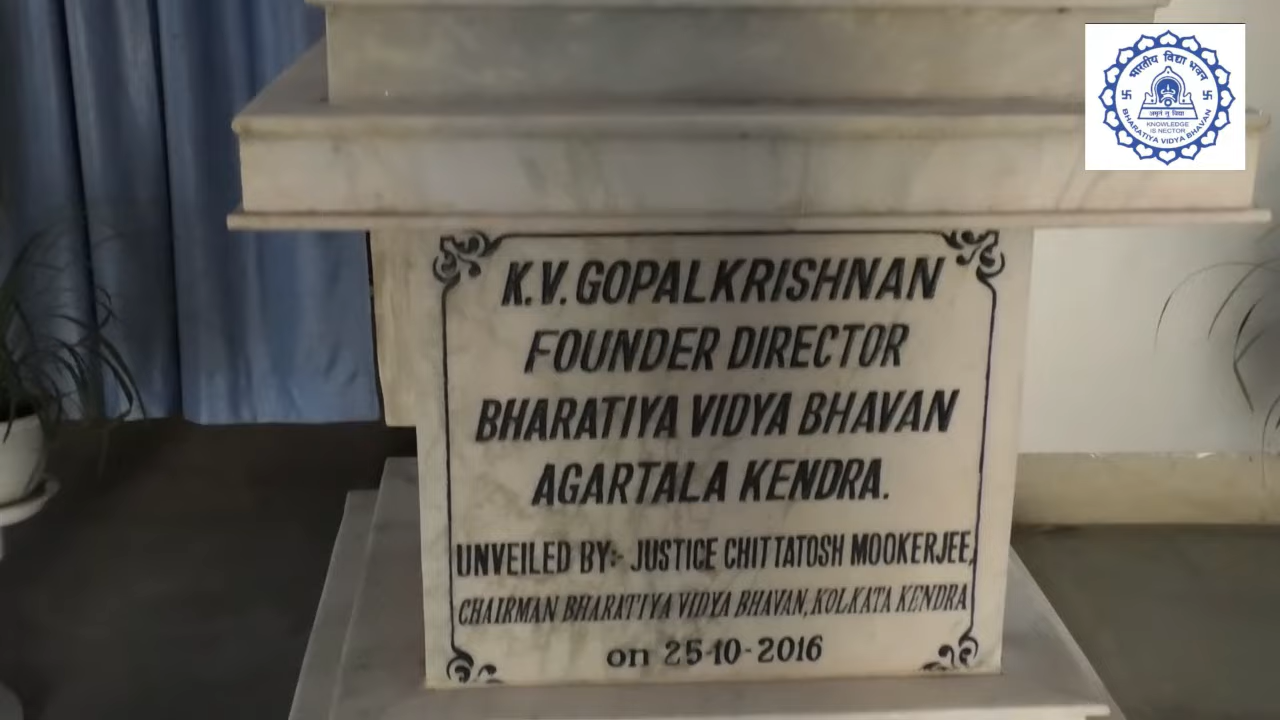 भारतीय विद्या भवन
अमृतं तु विद्या
KNOWLEDGE
IS NECTOR
BHARATIYA VIDYA BHAVAN
K.V. GOPALKRISHNAN
FOUNDER DIRECTOR
BHARATIYA VIDYA BHAVAN
AGARTALA KENDRA.
UNVEILED BY:- JUSTICE CHITTATOSH MOOKERJEE,
CHAIRMAN BHARATIYA VIDYA BHAVAN, KOLKATA KENDRA
on 25-10-2016